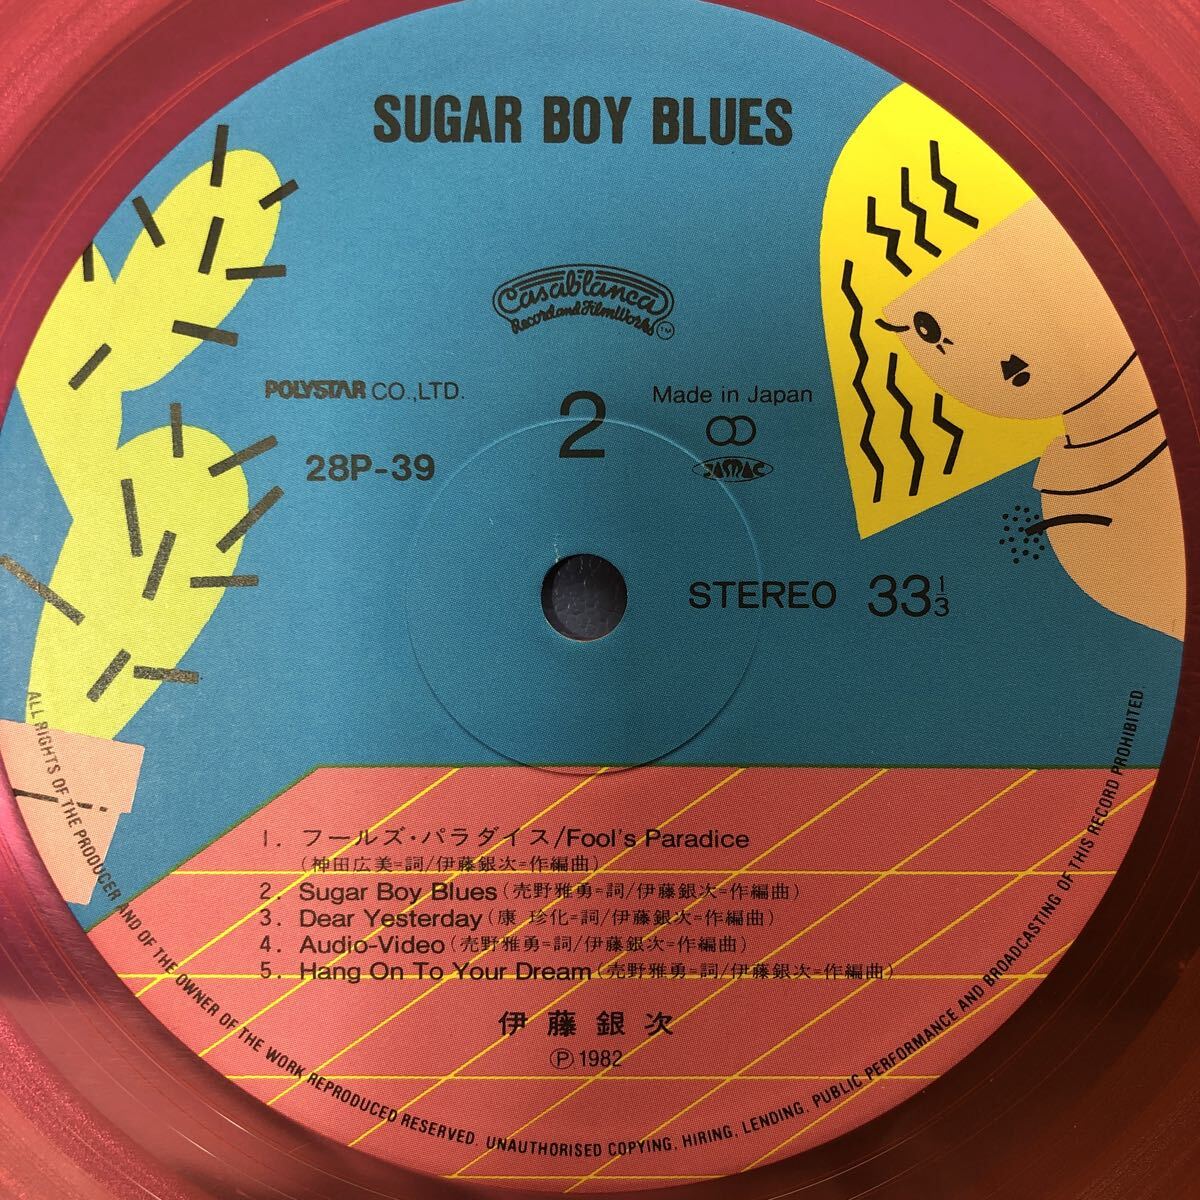 SUGAR BOY BLUES
Casablanca
Record and FilmWorks ™
POLYSTAR CO.,LTD.
2
Made in Japan
28P-39
JASRAC
STEREO 33 1/3
1. フールズ・パラダイス/Fool's Paradice
(神田広美=詞/伊藤銀次=作編曲)
2. Sugar Boy Blues(売野雅勇=詞/伊藤銀次=作編曲)
3. Dear Yesterday(康 珍化=詞/伊藤銀次=作編曲)
4. Audio-Video(売野雅勇=詞/伊藤銀次=作編曲)
5. Hang On To Your Dream(売野雅勇=詞/伊藤銀次=作編曲)
伊藤銀次
Ⓟ1982
ALL RIGHTS OF THE PRODUCER AND OF THE OWNER OF THE WORK REPRODUCED RESERVED. UNAUTHORISED COPYING, HIRING, LENDING, PUBLIC PERFORMANCE AND BROADCASTING OF THIS RECORD PROHIBITED.